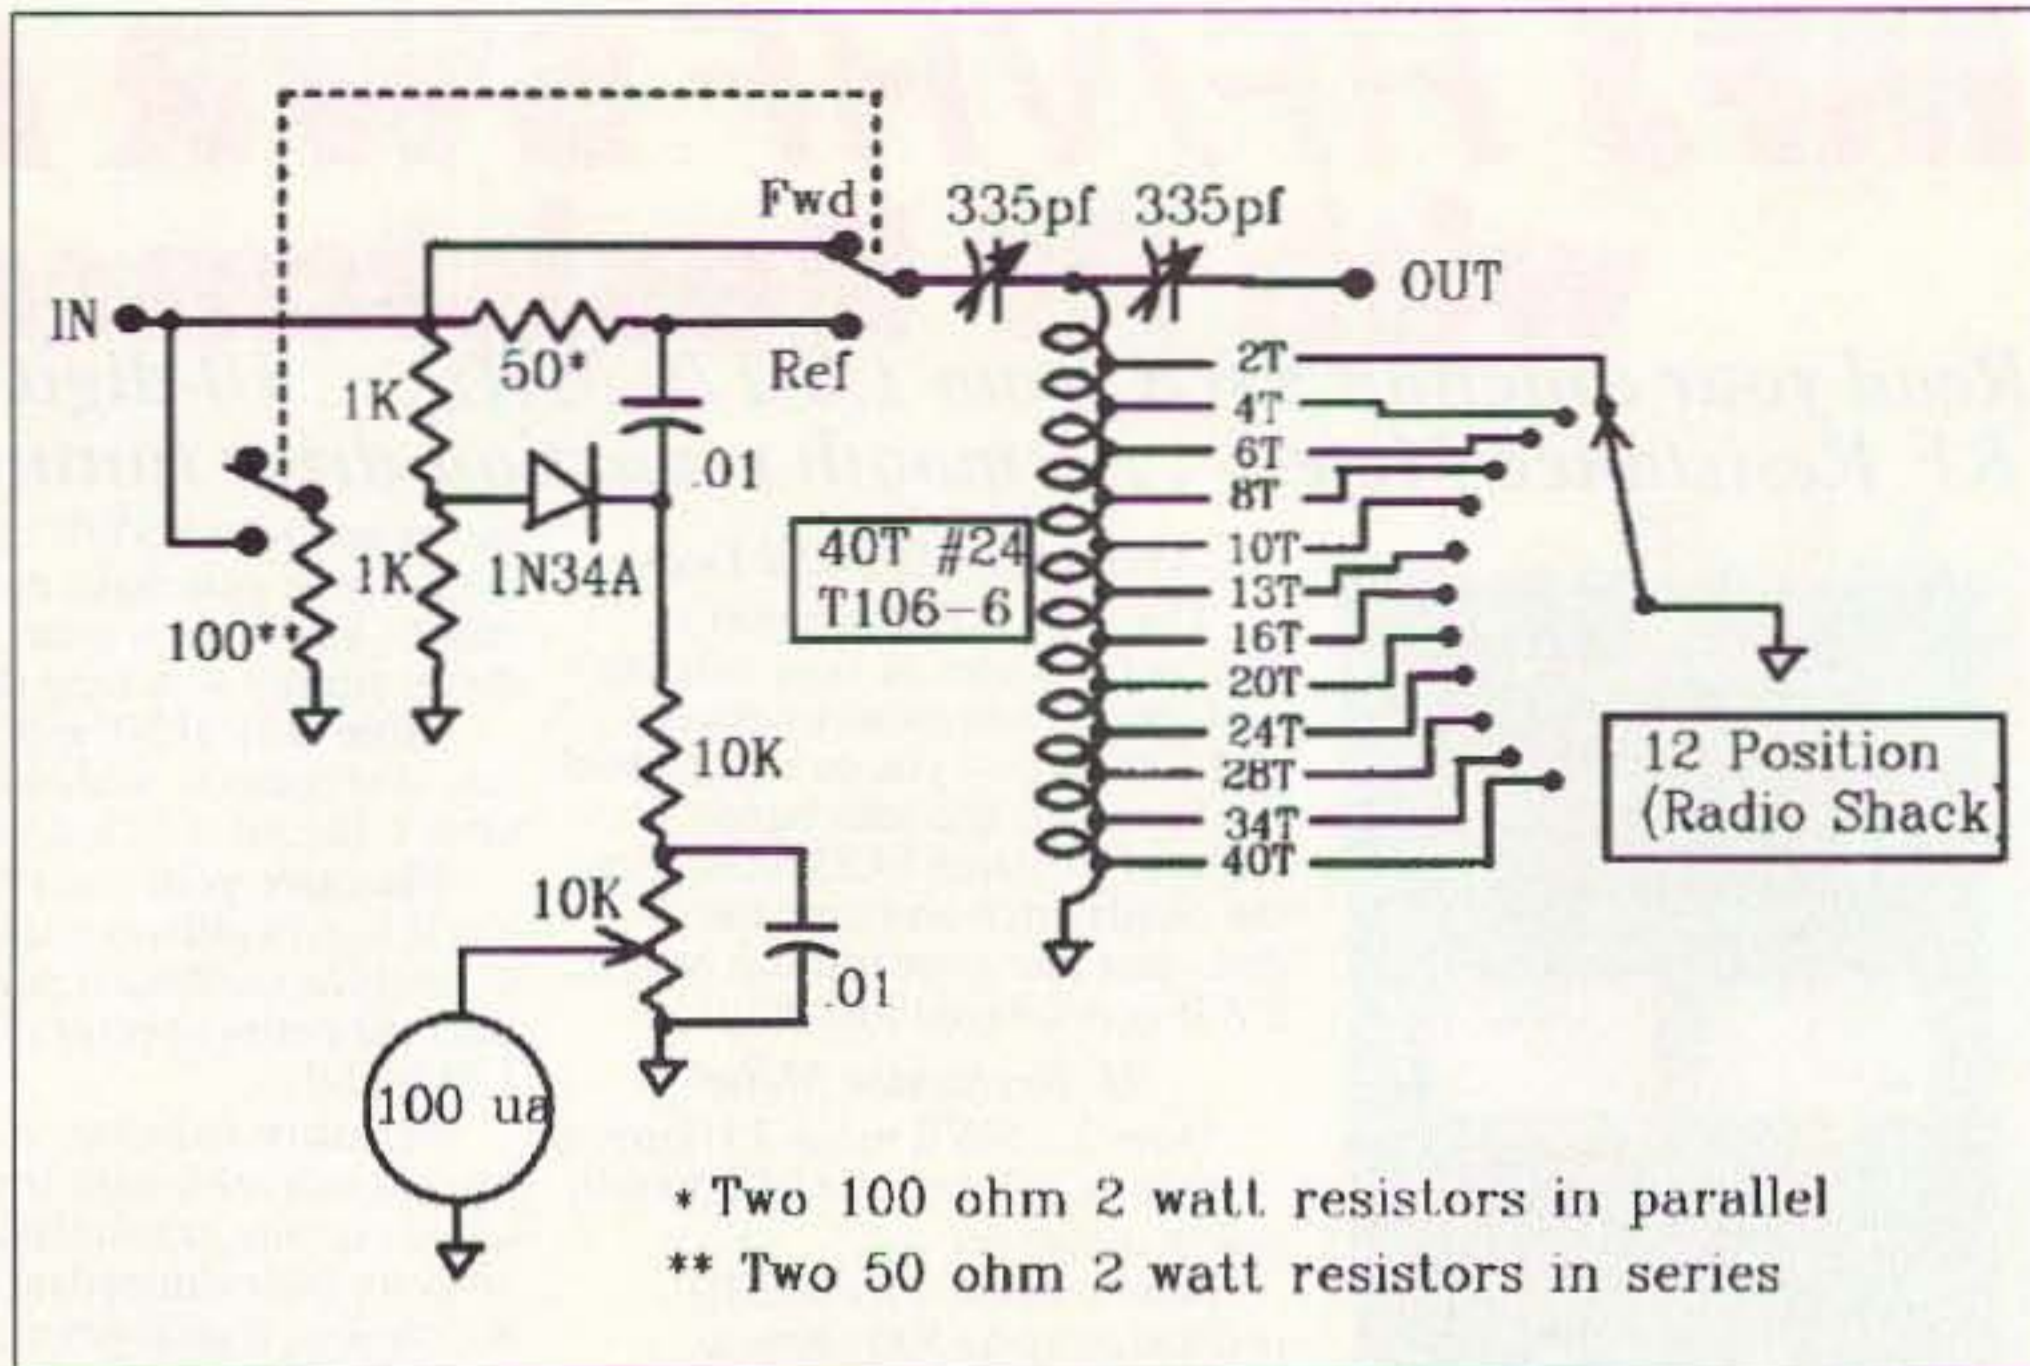 Fwd
335pf 335pf
IN
OUT
50*
Ref
1K
.01
1K
1N34A
100**
40T #24
T106-6
2T
4T
6T
8T
10T
13T
16T
20T
24T
28T
34T
40T
12 Position
(Radio Shack)
10K
10K
.01
100 ua
* Two 100 ohm 2 watt resistors in parallel
** Two 50 ohm 2 watt resistors in series